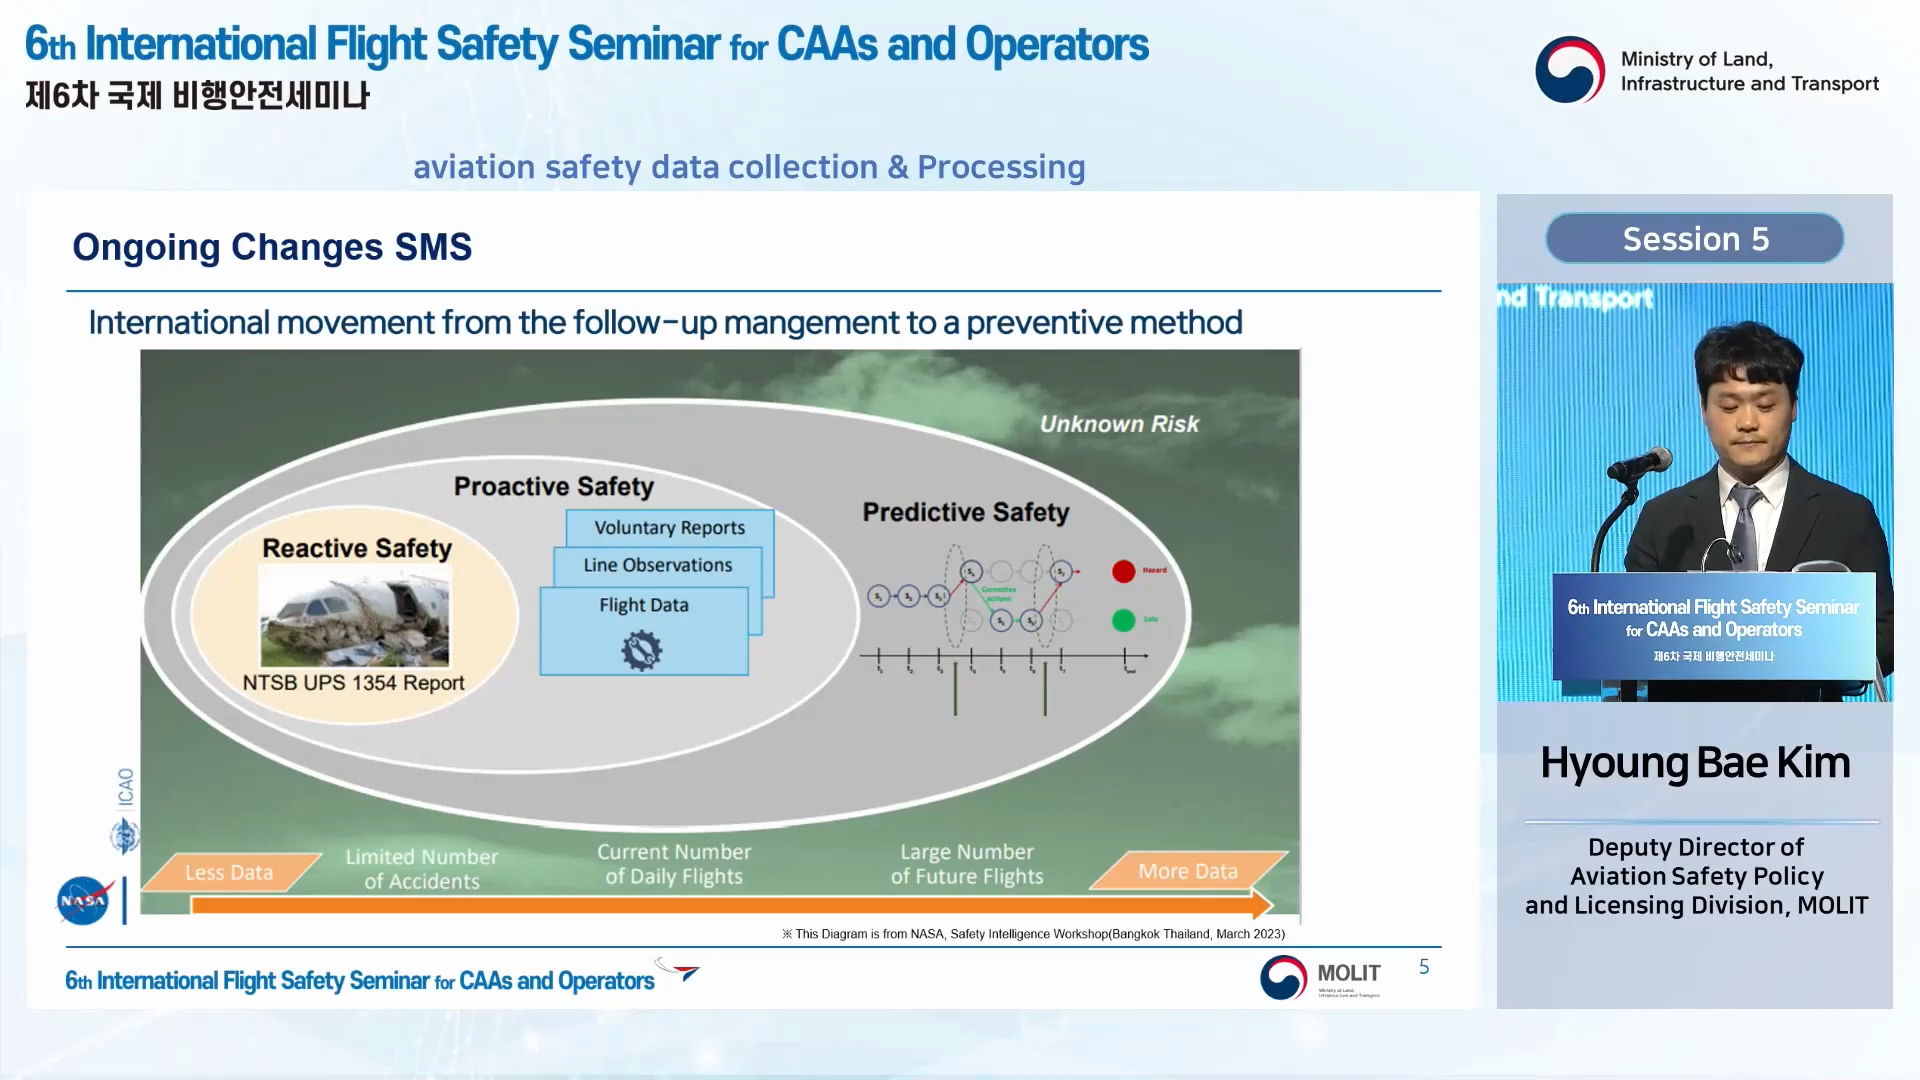 6th International Flight Safety Seminar for CAAs and Operators
제6차 국제 비행안전세미나
Ministry of Land,
Infrastructure and Transport
aviation safety data collection & Processing
Ongoing Changes SMS
International movement from the follow-up mangement to a preventive method
Unknown Risk
Proactive Safety
Voluntary Reports
Line Observations
Flight Data
Reactive Safety
NTSB UPS 1354 Report
Predictive Safety
Hazard
Corrective
actions
Safe
ICAO
NASA
Less Data
Limited Number
of Accidents
Current Number
of Daily Flights
Large Number
of Future Flights
More Data
※ This Diagram is from NASA, Safety Intelligence Workshop(Bangkok Thailand, March 2023)
6th International Flight Safety Seminar for CAAs and Operators
MOLIT
Ministry of Land,
Infrastructure and Transport
5
Session 5
nd Transport
6th International Flight Safety Seminar
for CAAs and Operators
제6차 국제 비행안전세미나
Hyoung Bae Kim
Deputy Director of
Aviation Safety Policy
and Licensing Division, MOLIT